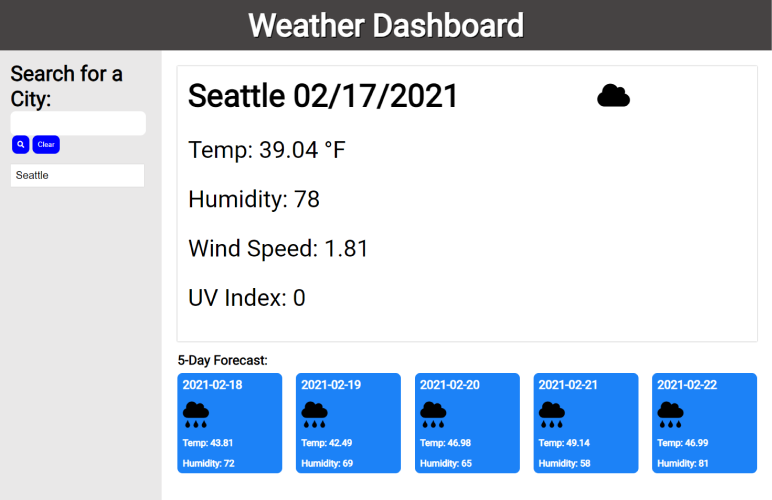 Weather Dashboard
Search for a
City:
Clear
Seattle
Seattle 02/17/2021
Temp: 39.04 °F
Humidity: 78
Wind Speed: 1.81
UV Index: 0
5-Day Forecast:
2021-02-18
Temp: 43.81
Humidity: 72
2021-02-19
Temp: 42.49
Humidity: 69
2021-02-20
Temp: 46.98
Humidity: 65
2021-02-21
Temp: 49.14
Humidity: 58
2021-02-22
Temp: 46.99
Humidity: 81